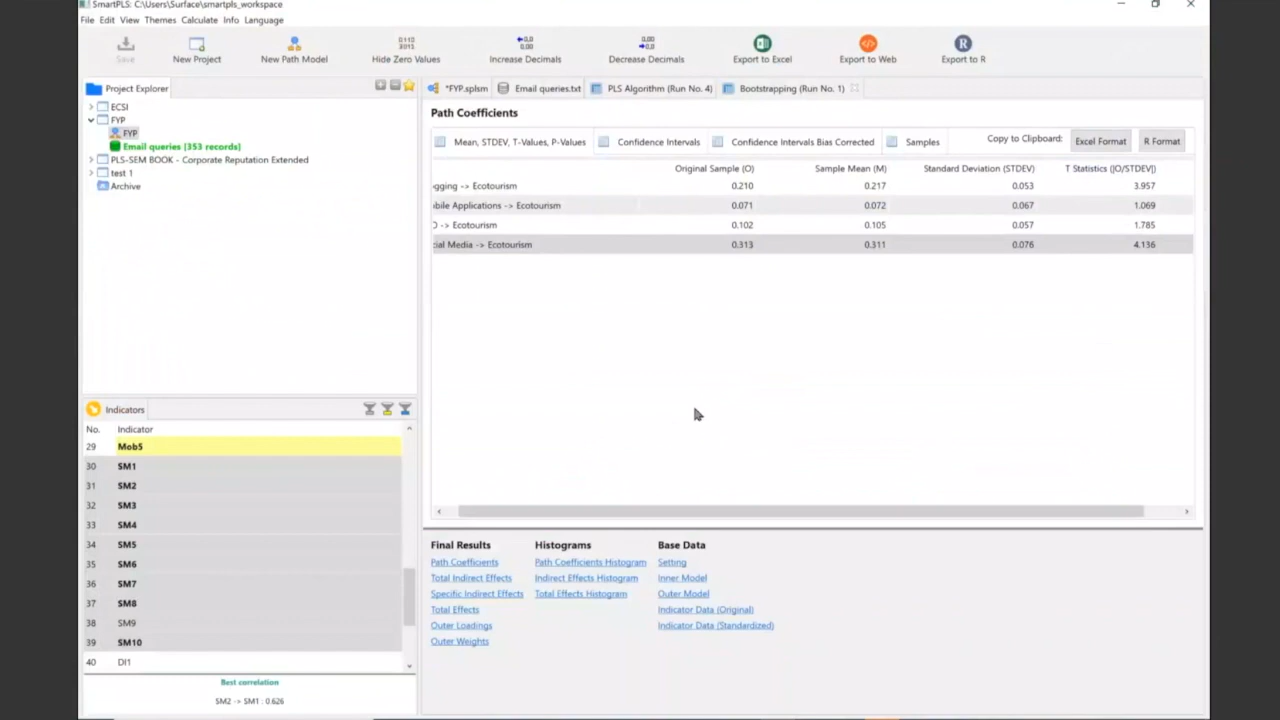 SmartPLS: C:\Users\Surface\smartpls_workspace
File Edit View Themes Calculate Info Language
Save New Project New Path Model Hide Zero Values Increase Decimals Decrease Decimals Export to Excel Export to Web Export to R
Project Explorer
ECSI
FYP
FYP
Email queries [353 records]
PLS-SEM BOOK - Corporate Reputation Extended
test 1
Archive
*FYP.splsm Email queries.txt PLS Algorithm (Run No. 4) Bootstrapping (Run No. 1)
Path Coefficients
Mean, STDEV, T-Values, P-Values Confidence Intervals Confidence Intervals Bias Corrected Samples Copy to Clipboard: Excel Format R Format
Original Sample (O) Sample Mean (M) Standard Deviation (STDEV) T Statistics (|O/STDEV|)
gging -> Ecotourism 0.210 0.217 0.053 3.957
bile Applications -> Ecotourism 0.071 0.072 0.067 1.069
-> Ecotourism 0.102 0.105 0.057 1.785
ial Media -> Ecotourism 0.313 0.311 0.076 4.136
Indicators
No. Indicator
29 Mob5
30 SM1
31 SM2
32 SM3
33 SM4
34 SM5
35 SM6
36 SM7
37 SM8
38 SM9
39 SM10
40 DI1
Best correlation
SM2 -> SM1 : 0.626
Final Results
Path Coefficients
Total Indirect Effects
Specific Indirect Effects
Total Effects
Outer Loadings
Outer Weights
Histograms
Path Coefficients Histogram
Indirect Effects Histogram
Total Effects Histogram
Base Data
Setting
Inner Model
Outer Model
Indicator Data (Original)
Indicator Data (Standardized)